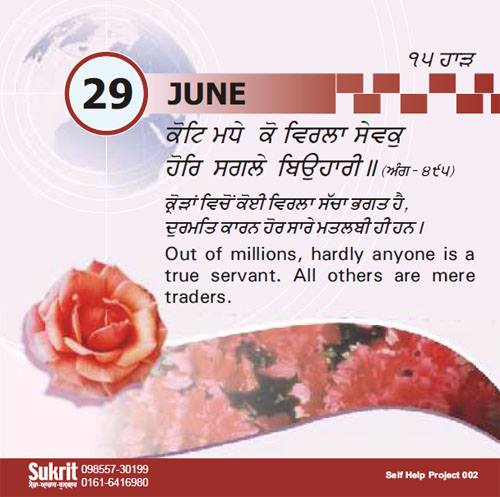 ੧੫ ਹਾੜ
29 JUNE
ਕੋਟਿ ਮਧੇ ਕੋ ਵਿਰਲਾ ਸੇਵਕੁ
ਹੋਰਿ ਸਗਲੇ ਬਿਉਹਾਰੀ॥ (ਅੰਗ - ੪੯੫)
ਕ੍ਰੋੜਾਂ ਵਿਚੋਂ ਕੋਈ ਵਿਰਲਾ ਸੱਚਾ ਭਗਤ ਹੈ,
ਦੁਰਮਤਿ ਕਾਰਨ ਹੋਰ ਸਾਰੇ ਮਤਲਬੀ ਹੀ ਹਨ।
Out of millions, hardly anyone is a
true servant. All others are mere
traders.
Sukrit 098557-30199
0161-6416980
Self Help Project 002